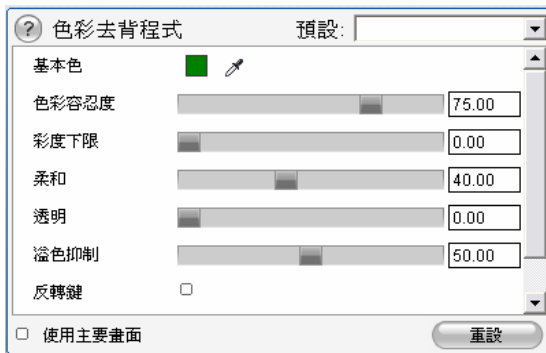 ? 色彩去背程式 預設:
基本色
色彩容忍度 75.00
彩度下限 0.00
柔和 40.00
透明 0.00
溢色抑制 50.00
反轉鍵
使用主要畫面 重設